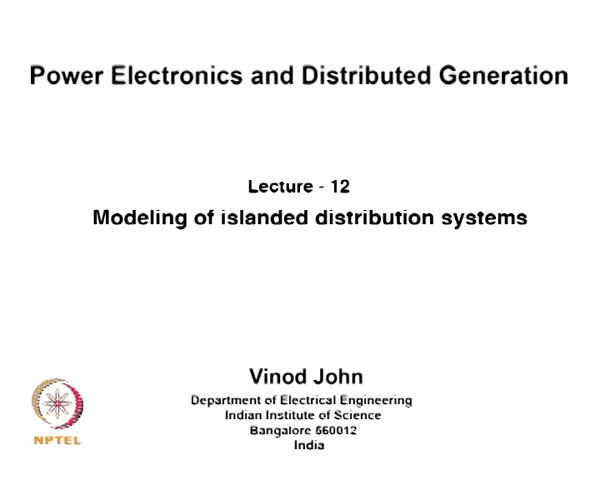 Power Electronics and Distributed Generation
Lecture - 12
Modeling of islanded distribution systems
Vinod John
Department of Electrical Engineering
Indian Institute of Science
Bangalore 560012
India
NPTEL